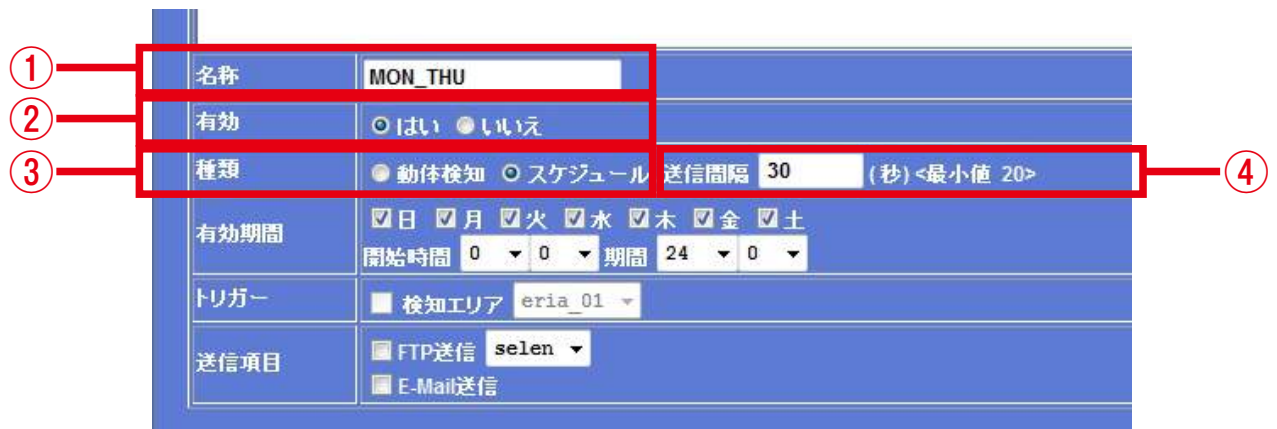 ① 名称 MON_THU
② 有効 はい いいえ
③ 種類 動体検知 スケジュール 送信間隔 30 (秒)<最小値 20> ④
有効期間 日 月 火 水 木 金 土
開始時間 0 0 期間 24 0
トリガー 検知エリア eria_01
送信項目 FTP送信 selen
E-Mail送信